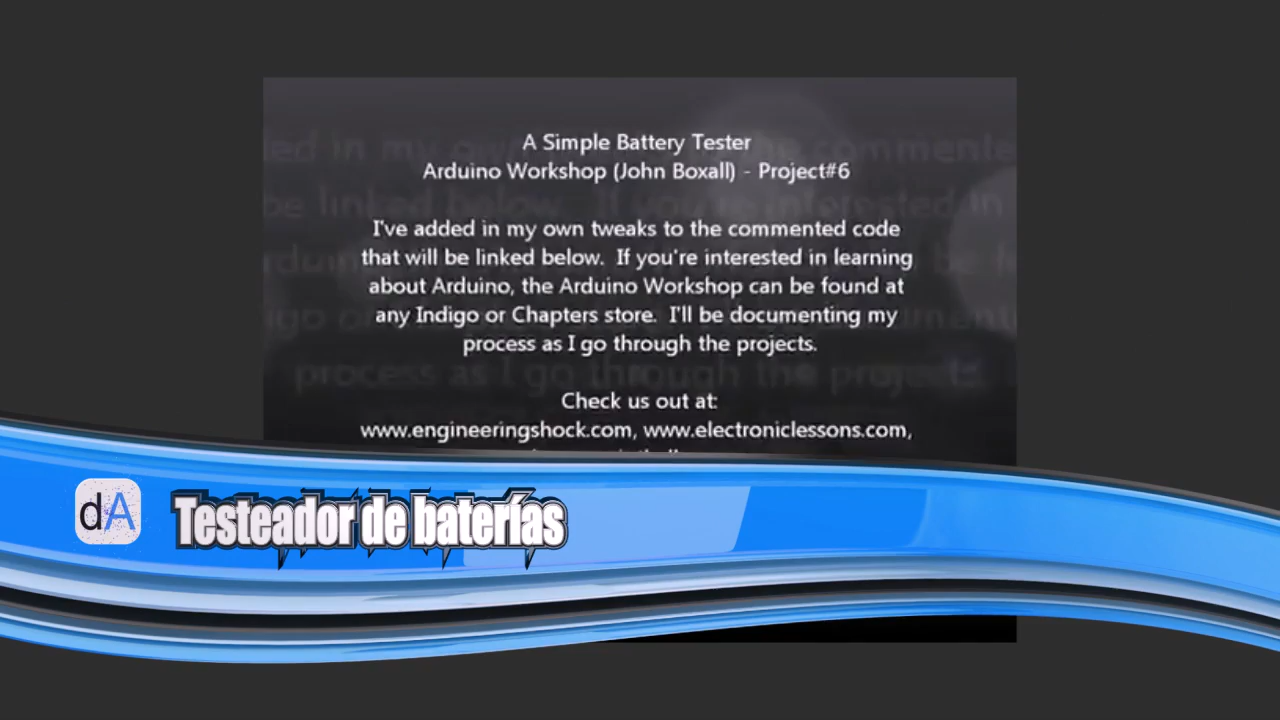 A Simple Battery Tester
Arduino Workshop (John Boxall) - Project#6
I've added in my own tweaks to the commented code
that will be linked below.  If you're interested in learning
about Arduino, the Arduino Workshop can be found at
any Indigo or Chapters store.  I'll be documenting my
process as I go through the projects.
Check us out at:
www.engineeringshock.com, www.electroniclessons.com,
dA
Testeador de baterías